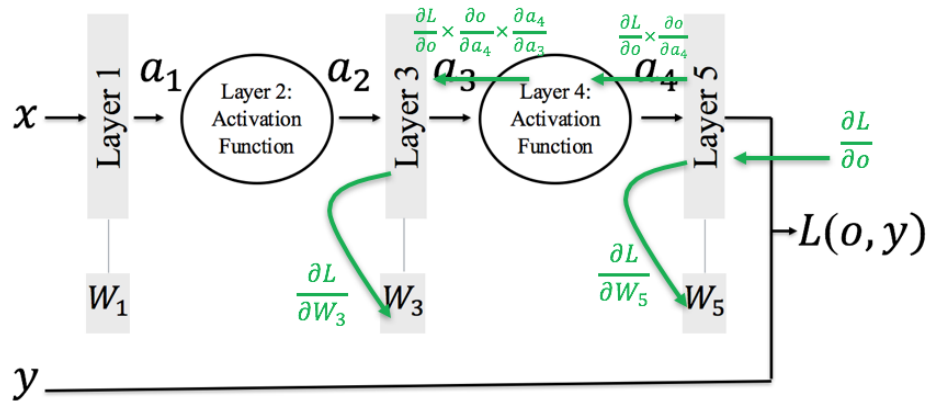 ∂L/∂o × ∂o/∂a₄ × ∂a₄/∂a₃
∂L/∂o × ∂o/∂a₄
x
Layer 1
a₁
Layer 2:
Activation
Function
a₂
Layer 3
a₃
Layer 4:
Activation
Function
a₄
Layer 5
∂L/∂o
L(o, y)
W₁
∂L/∂W₃
W₃
∂L/∂W₅
W₅
y